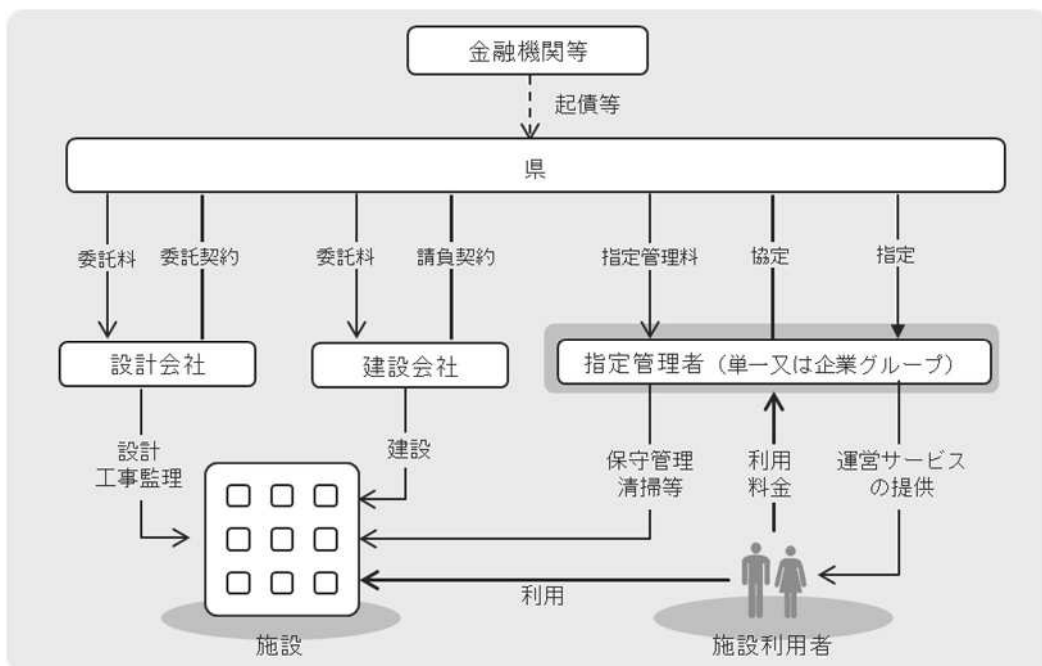 金融機関等
起債等
県
委託料
委託契約
委託料
請負契約
指定管理料
協定
指定
設計会社
建設会社
指定管理者（単一又は企業グループ）
設計
工事監理
建設
保守管理
清掃等
利用
料金
運営サービス
の提供
利用
施設
施設利用者